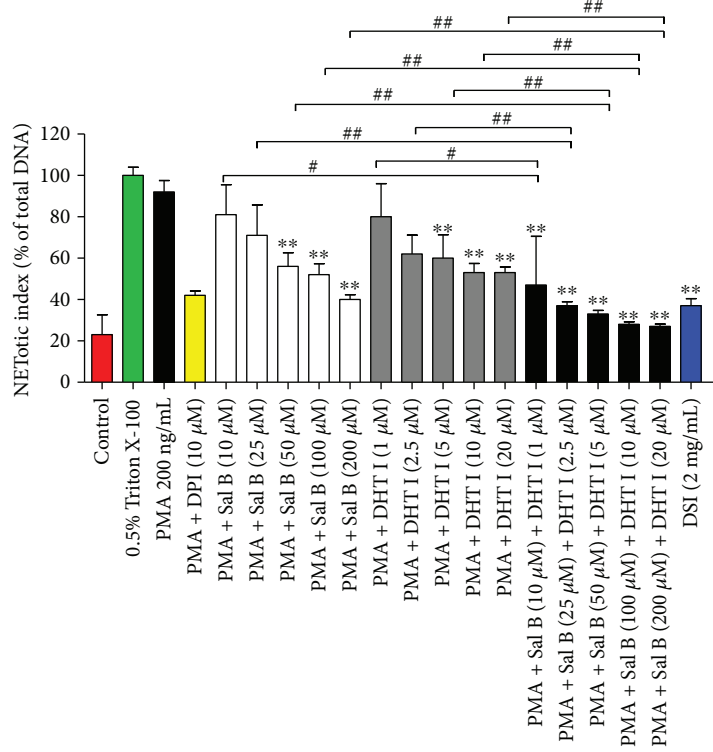 ##
##
##
##
##
##
##
##
#
#
NETotic index (% of total DNA)
120
100
80
60
40
20
0
**
**
**
**
**
**
**
**
**
**
**
**
Control
0.5% Triton X-100
PMA 200 ng/mL
PMA + DPI (10 μM)
PMA + Sal B (10 μM)
PMA + Sal B (25 μM)
PMA + Sal B (50 μM)
PMA + Sal B (100 μM)
PMA + Sal B (200 μM)
PMA + DHT I (1 μM)
PMA + DHT I (2.5 μM)
PMA + DHT I (5 μM)
PMA + DHT I (10 μM)
PMA + DHT I (20 μM)
PMA + Sal B (10 μM) + DHT I (1 μM)
PMA + Sal B (25 μM) + DHT I (2.5 μM)
PMA + Sal B (50 μM) + DHT I (5 μM)
PMA + Sal B (100 μM) + DHT I (10 μM)
PMA + Sal B (200 μM) + DHT I (20 μM)
DSI (2 mg/mL)